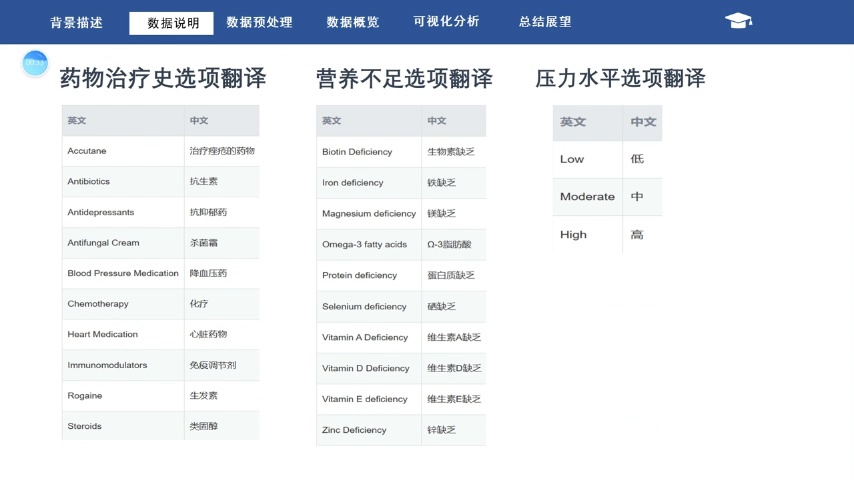 背景描述 数据说明 数据预处理 数据概览 可视化分析 总结展望
药物治疗史选项翻译
英文 中文
Accutane 治疗痤疮的药物
Antibiotics 抗生素
Antidepressants 抗抑郁药
Antifungal Cream 杀菌霜
Blood Pressure Medication 降血压药
Chemotherapy 化疗
Heart Medication 心脏药物
Immunomodulators 免疫调节剂
Rogaine 生发素
Steroids 类固醇
营养不足选项翻译
英文 中文
Biotin Deficiency 生物素缺乏
Iron deficiency 铁缺乏
Magnesium deficiency 镁缺乏
Omega-3 fatty acids Ω-3脂肪酸
Protein deficiency 蛋白质缺乏
Selenium deficiency 硒缺乏
Vitamin A Deficiency 维生素A缺乏
Vitamin D Deficiency 维生素D缺乏
Vitamin E deficiency 维生素E缺乏
Zinc Deficiency 锌缺乏
压力水平选项翻译
英文 中文
Low 低
Moderate 中
High 高